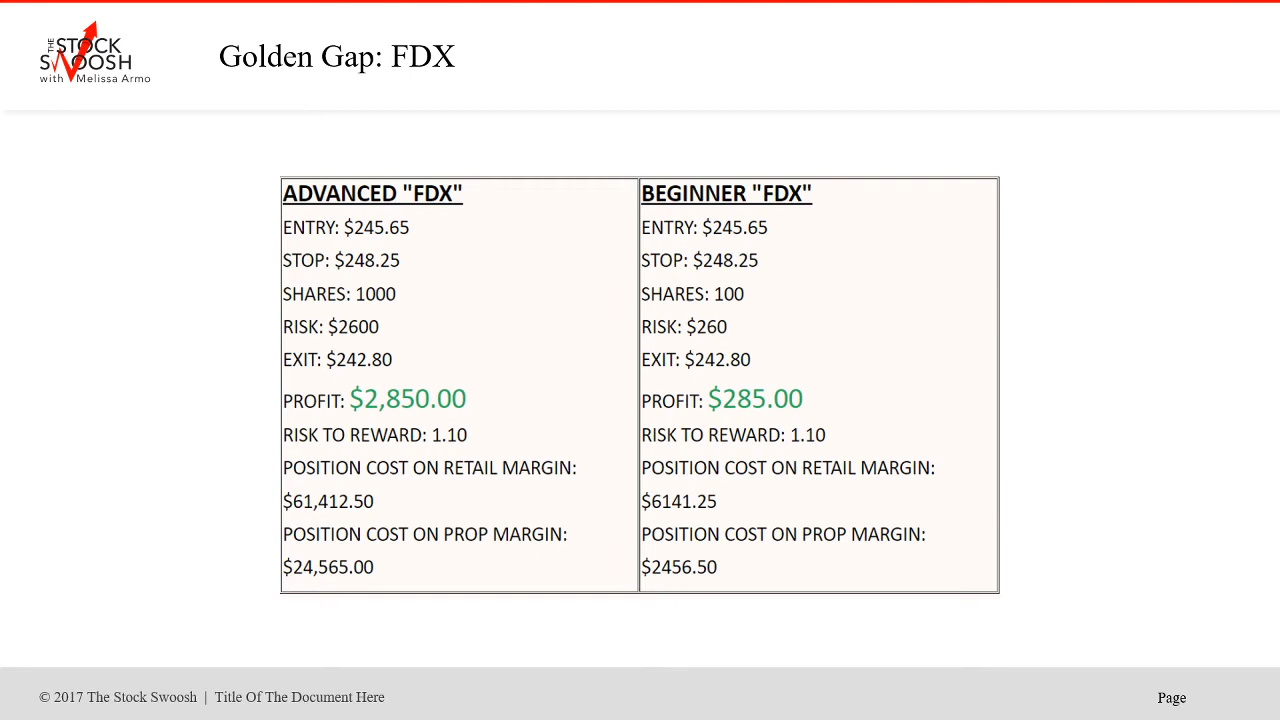 THE STOCK
SWOOSH
with Melissa Armo
Golden Gap: FDX
ADVANCED "FDX"
ENTRY: $245.65
STOP: $248.25
SHARES: 1000
RISK: $2600
EXIT: $242.80
PROFIT: $2,850.00
RISK TO REWARD: 1.10
POSITION COST ON RETAIL MARGIN:
$61,412.50
POSITION COST ON PROP MARGIN:
$24,565.00
BEGINNER "FDX"
ENTRY: $245.65
STOP: $248.25
SHARES: 100
RISK: $260
EXIT: $242.80
PROFIT: $285.00
RISK TO REWARD: 1.10
POSITION COST ON RETAIL MARGIN:
$6141.25
POSITION COST ON PROP MARGIN:
$2456.50
© 2017 The Stock Swoosh | Title Of The Document Here
Page